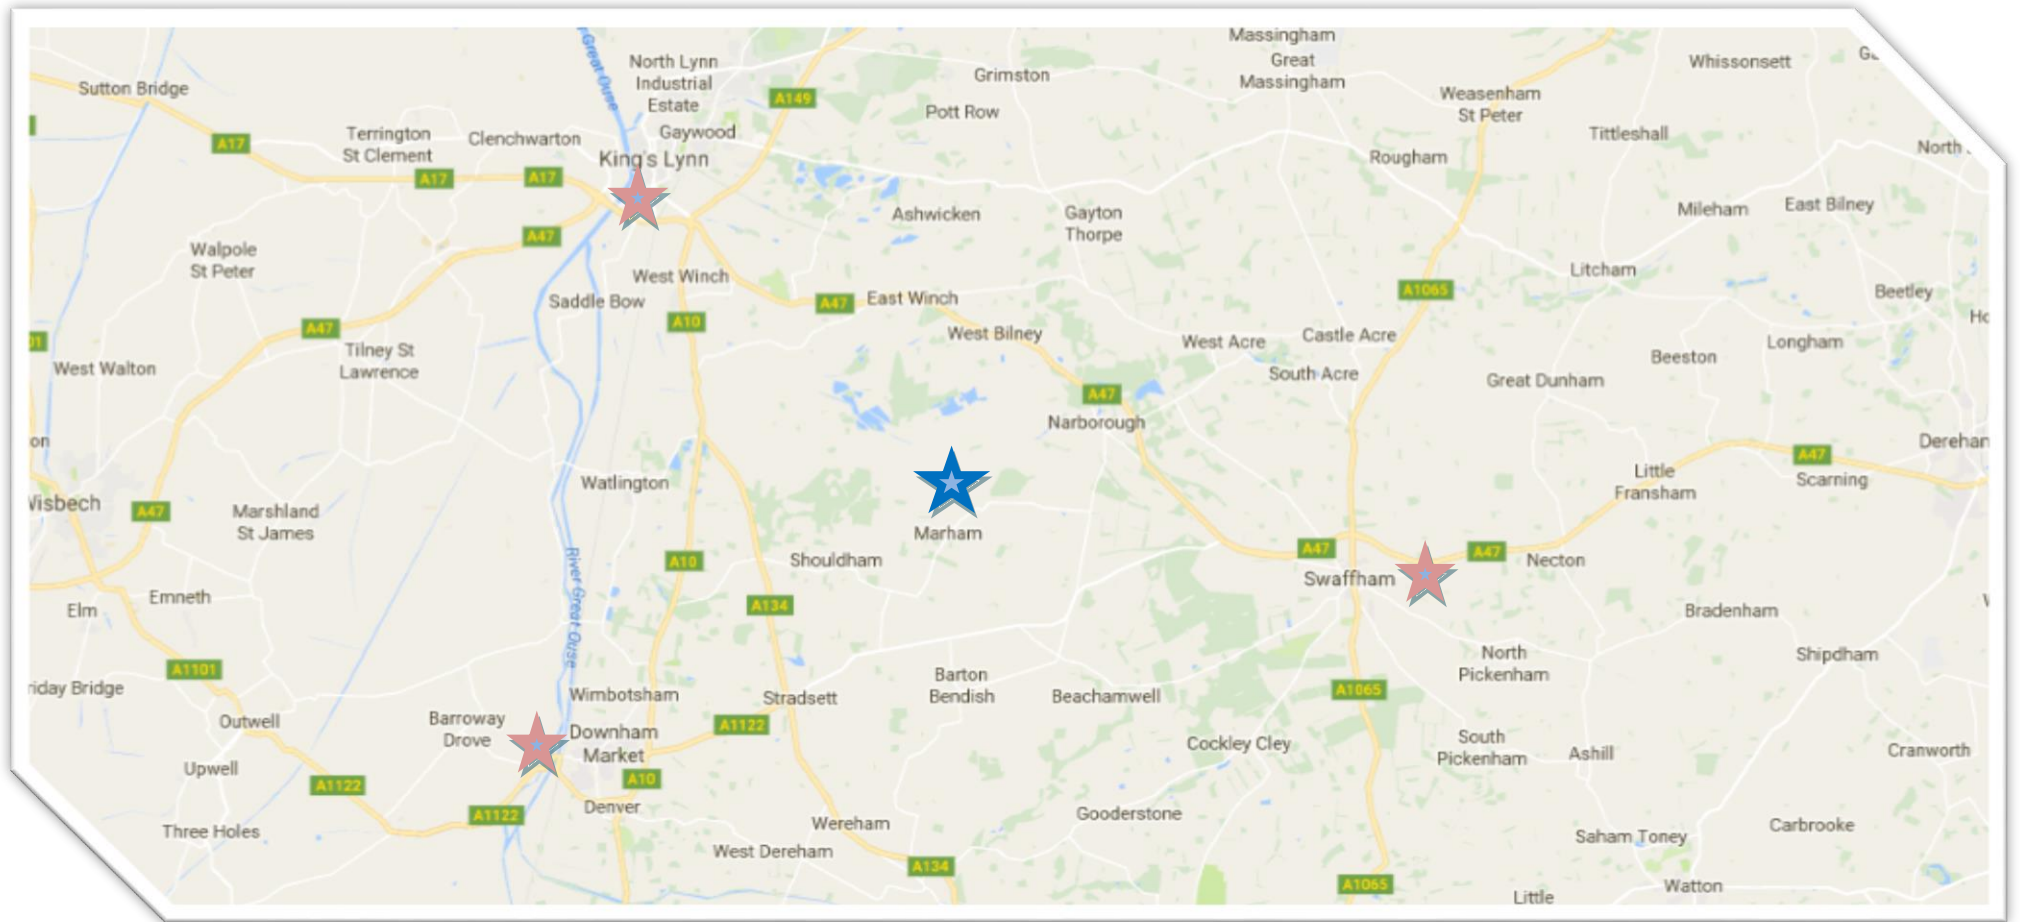 Massingham
Great
Massingham
Whissonsett
North Lynn
Industrial
Estate
Grimston
Sutton Bridge
A149
Weasenham
St Peter
Pott Row
Great Ouse
Terrington
St Clement
Clenchwarton
Gaywood
Tittleshall
A17
King's Lynn
Rougham
North
A17
A17
Ashwicken
Gayton
Thorpe
Mileham
East Bilney
A47
Walpole
St Peter
West Winch
Litcham
Saddle Bow
A47
East Winch
A1065
Beetley
A47
A10
West Bilney
West Acre
Castle Acre
Longham
01
Tilney St
Lawrence
Beeston
West Walton
South Acre
Great Dunham
A47
Narborough
on
Derehan
A47
Scarning
Little
Fransham
Watlington
Wisbech
A47
Marshland
St James
Marham
Shouldham
A10
A47
A47
Necton
Swaffham
River Great Ouse
Elm
Emneth
A134
Bradenham
A1101
North
Pickenham
Shipdham
riday Bridge
Wimbotsham
Stradsett
Barton
Bendish
Beachamwell
A1065
Outwell
Barroway
Drove
Downham
Market
A1122
Cockley Cley
South
Pickenham
Ashill
Cranworth
Upwell
A1122
A10
A1122
Denver
Three Holes
Wereham
Gooderstone
Saham Toney
Carbrooke
West Dereham
A134
A1065
Little
Watton